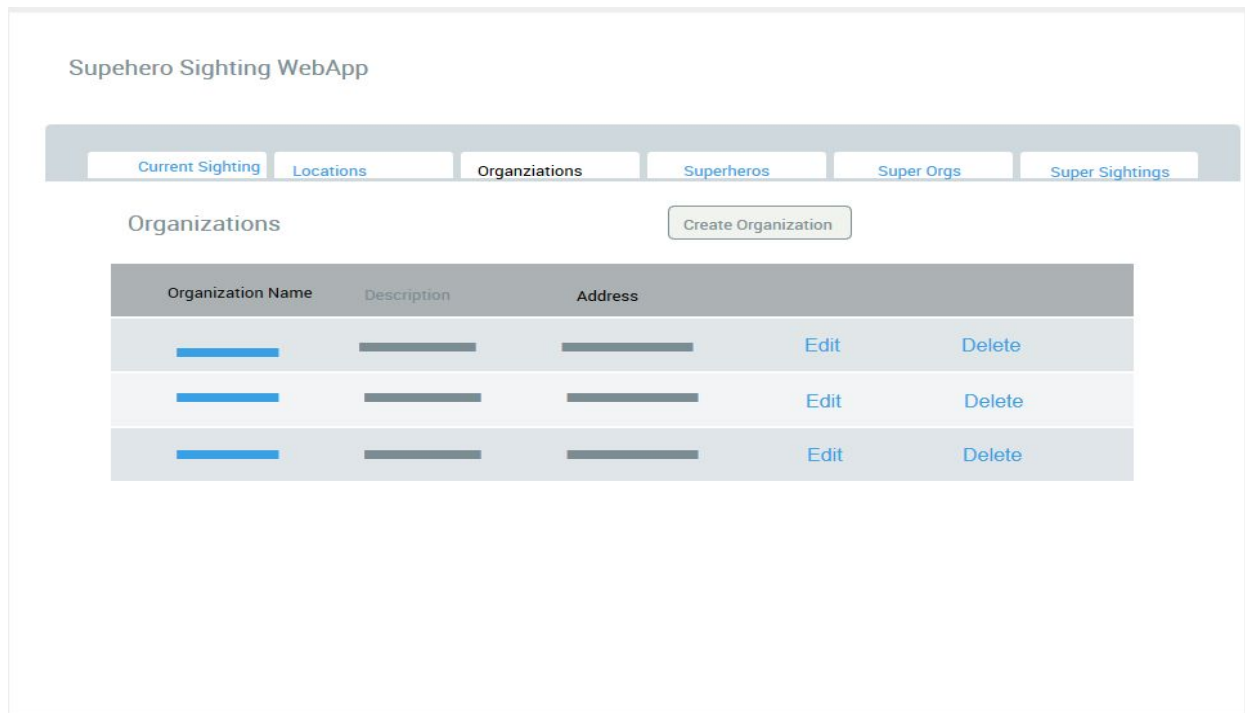 Supehero Sighting WebApp
Current Sighting Locations Organziations Superheros Super Orgs Super Sightings
Organizations Create Organization
Organization Name Description Address
Edit Delete
Edit Delete
Edit Delete